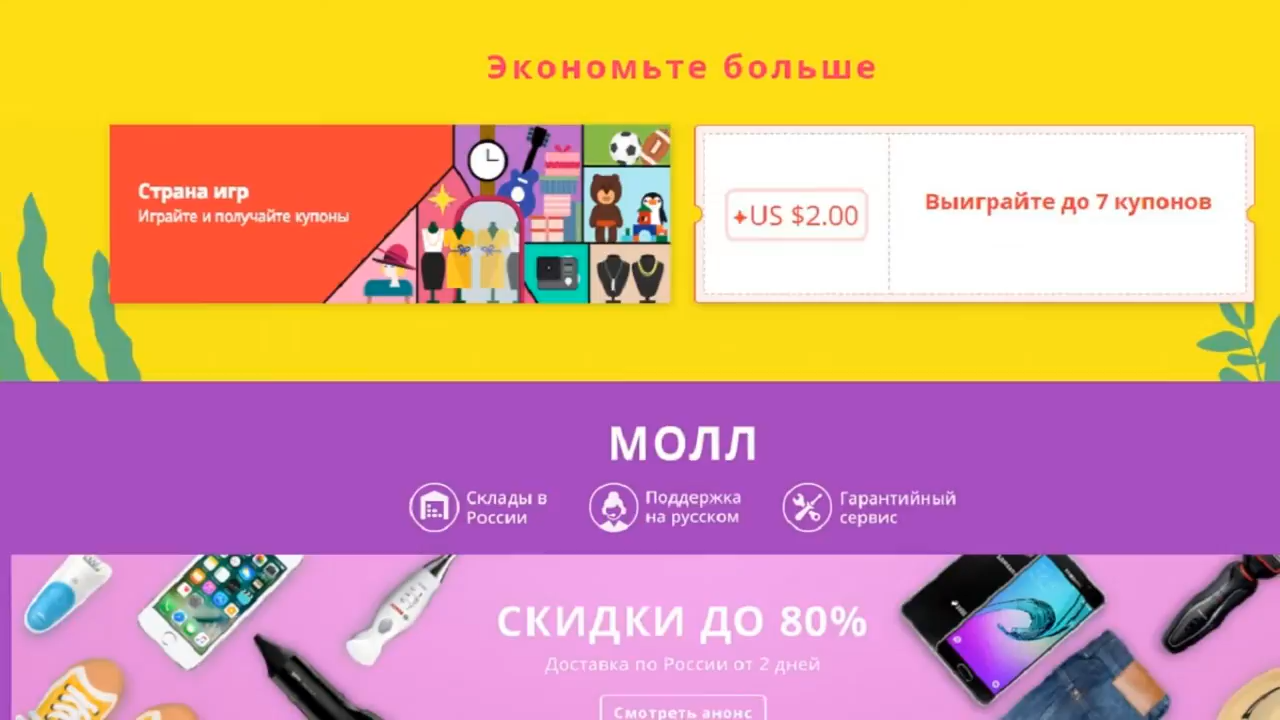 Экономьте больше
Страна игр
Играйте и получайте купоны
+US $2.00
Выиграйте до 7 купонов
МОЛЛ
Склады в
России
Поддержка
на русском
Гарантийный
сервис
СКИДКИ ДО 80%
Доставка по России от 2 дней
Смотреть анонс